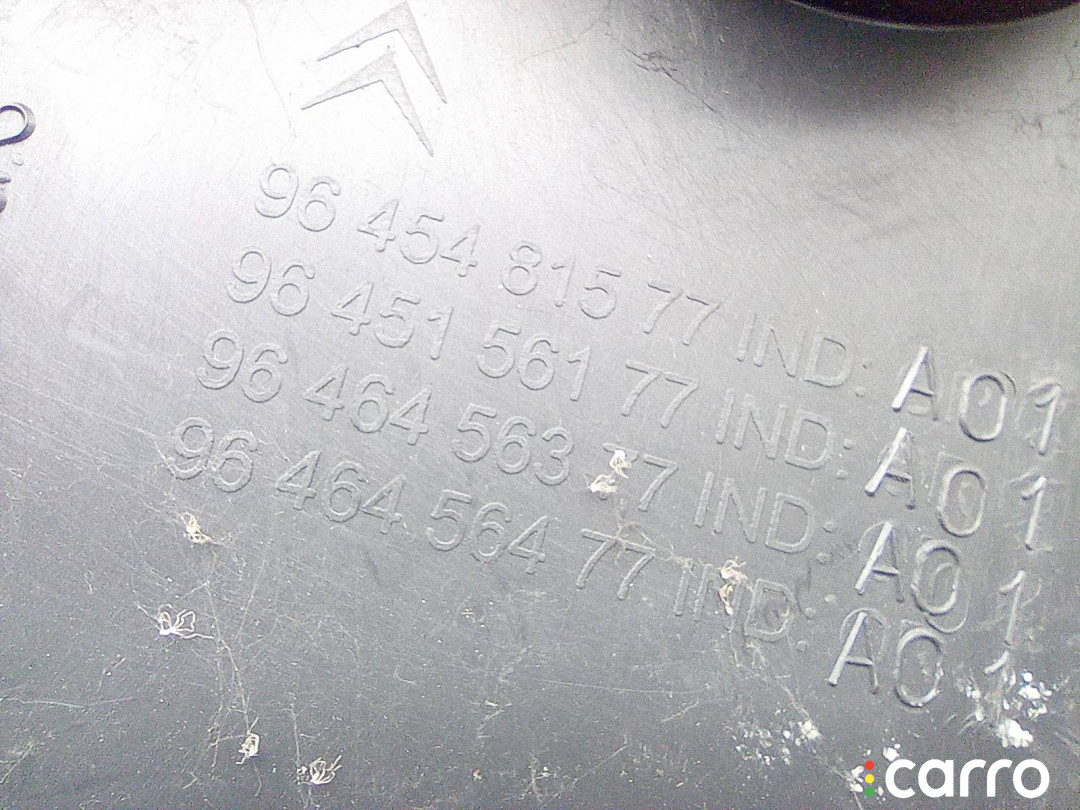 96 454 815 77 IND: A01
96 451 561 77 IND: A01
96 464 563 77 IND: A01
96 464 564 77 IND: A01
carro